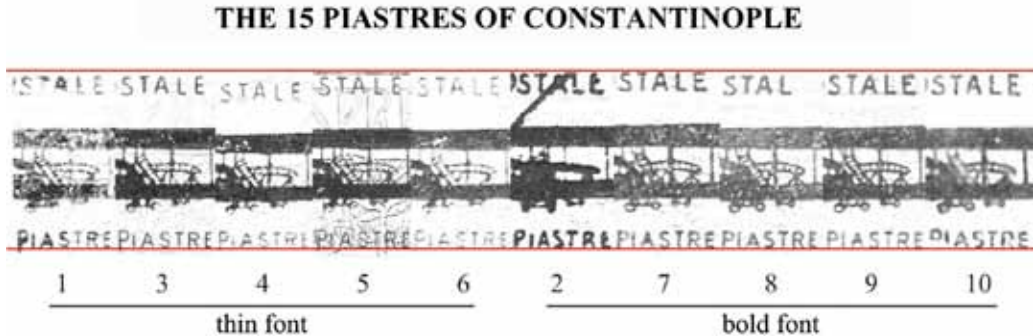 THE 15 PIASTRES OF CONSTANTINOPLE
STALE STALE STALE STALE STALE STALE STALE STAL STALE STALE
PIASTRE PIASTRE PIASTRE PIASTRE PIASTRE PIASTRE PIASTRE PIASTRE PIASTRE PIASTRE
1 3 4 5 6 2 7 8 9 10
thin font bold font